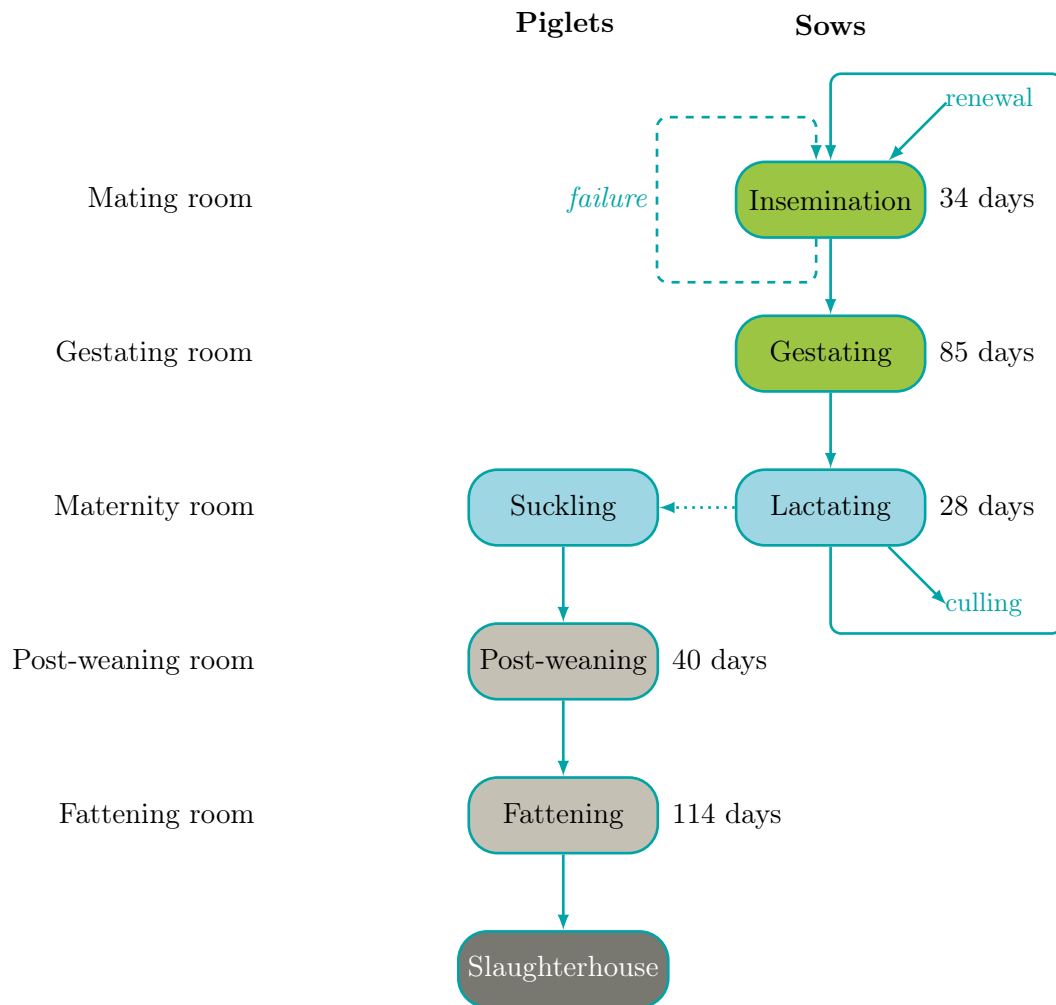 Piglets Sows
renewal
failure
Mating room Insemination 34 days
Gestating room Gestating 85 days
Maternity room Suckling Lactating 28 days
culling
Post-weaning room Post-weaning 40 days
Fattening room Fattening 114 days
Slaughterhouse